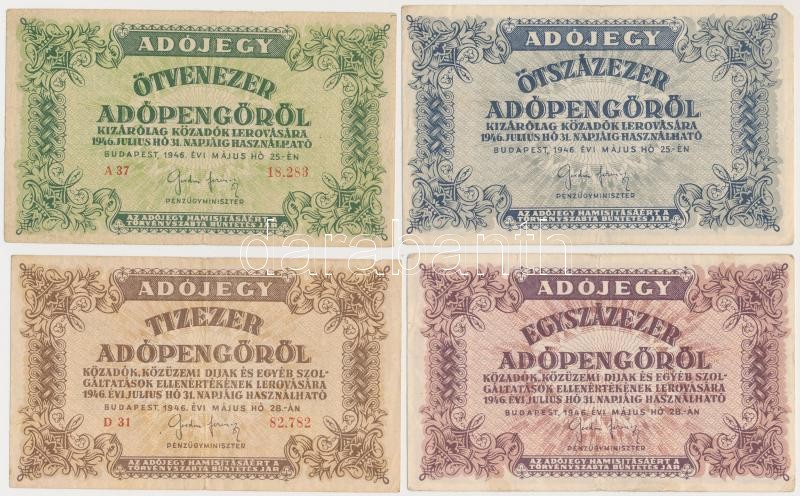 ADÓJEGY
ÖTVENEZER
ADÓPENGŐRŐL
KIZÁRÓLAG KÖZADÓK LEROVÁSÁRA
1946. JULIUS HÓ 31. NAPJÁIG HASZNÁLHATÓ
BUDAPEST, 1946. ÉVI MÁJUS HÓ 25-ÉN
A 37 18.283
PÉNZÜGYMINISZTER
AZ ADÓJEGY HAMISITÁSAÉRT A
TÖRVÉNYSZABTA BÜNTETÉS JÁR
ADÓJEGY
ÖTSZÁZEZER
ADÓPENGŐRŐL
KIZÁRÓLAG KÖZADÓK LEROVÁSÁRA
1946. JULIUS HÓ 31. NAPJÁIG HASZNÁLHATÓ
BUDAPEST, 1946. ÉVI MÁJUS HÓ 25-ÉN
PÉNZÜGYMINISZTER
AZ ADÓJEGY HAMISITÁSAÉRT A
TÖRVÉNYSZABTA BÜNTETÉS JÁR
darabanth
ADÓJEGY
TIZEZER
ADÓPENGŐRŐL
KÖZADÓK, KÖZÜZEMI DIJAK ÉS EGYÉB SZOL-
GÁLTATÁSOK ELLENÉRTÉKÉNEK LEROVÁSÁRA
1946. ÉVI JULIUS HÓ 31. NAPJÁIG HASZNÁLHATÓ
BUDAPEST, 1946. ÉVI MÁJUS HÓ 28-ÁN
D 31 82.782
PÉNZÜGYMINISZTER
AZ ADÓJEGY HAMISITÁSAÉRT A
TÖRVÉNYSZABTA BÜNTETÉS JÁR
ADÓJEGY
EGYSZÁZEZER
ADÓPENGŐRŐL
KÖZADÓK, KÖZÜZEMI DIJAK ÉS EGYÉB SZOL-
GÁLTATÁSOK ELLENÉRTÉKÉNEK LEROVÁSÁRA
1946. ÉVI JULIUS HÓ 31. NAPJÁIG HASZNÁLHATÓ
BUDAPEST, 1946. ÉVI MÁJUS HÓ 28-ÁN
PÉNZÜGYMINISZTER
AZ ADÓJEGY HAMISITÁSAÉRT A
TÖRVÉNYSZABTA BÜNTETÉS JÁR